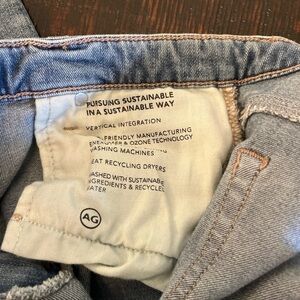 PURSUING SUSTAINABLE
IN A SUSTAINABLE WAY
VERTICAL INTEGRATION
-FRIENDLY MANUFACTURING
& OZONE TECHNOLOGY
WASHING MACHINES
HEAT RECYCLING DRYERS
WASHED WITH SUSTAINABLE
INGREDIENTS & RECYCLED
WATER
AG